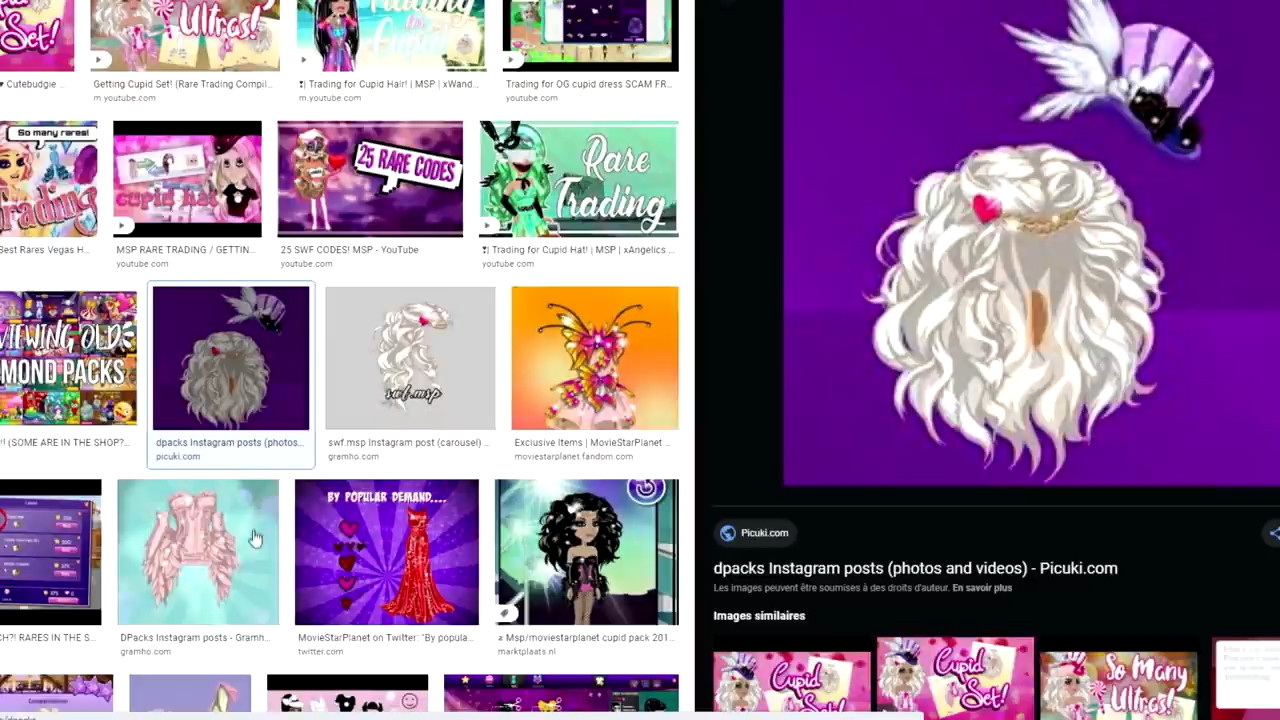 Set!
Ultras!
Trading
for
Cupid
♥ Cutebudgie ...
Getting Cupid Set! (Rare Trading Compil...
m.youtube.com
❣| Trading for Cupid Hair! | MSP | xWand...
m.youtube.com
Trading for OG cupid dress SCAM FR...
youtube.com
So many rares!
Trading
cupid hat
25 RARE CODES
Rare
Trading
Best Rares Vegas H...
MSP RARE TRADING / GETTIN...
youtube.com
25 SWF CODES! MSP - YouTube
youtube.com
❣| Trading for Cupid Hat! | MSP | xAngelics ...
youtube.com
VIEWING OLD
MOND PACKS
swf.msp
!! (SOME ARE IN THE SHOP?...
dpacks Instagram posts (photos...
picuki.com
swf.msp Instagram post (carousel) ...
gramho.com
Exclusive Items | MovieStarPlanet ...
moviestarplanet.fandom.com
BY POPULAR DEMAND....
CH?! RARES IN THE S...
DPacks Instagram posts - Gramh...
gramho.com
MovieStarPlanet on Twitter: "By popula...
twitter.com
≥ Msp/moviestarplanet cupid pack 201...
marktplaats.nl
Picuki.com
dpacks Instagram posts (photos and videos) - Picuki.com
Les images peuvent être soumises à des droits d'auteur. En savoir plus
Images similaires
Cupid
Set!
Cupid
Set!
So Many
Ultras!